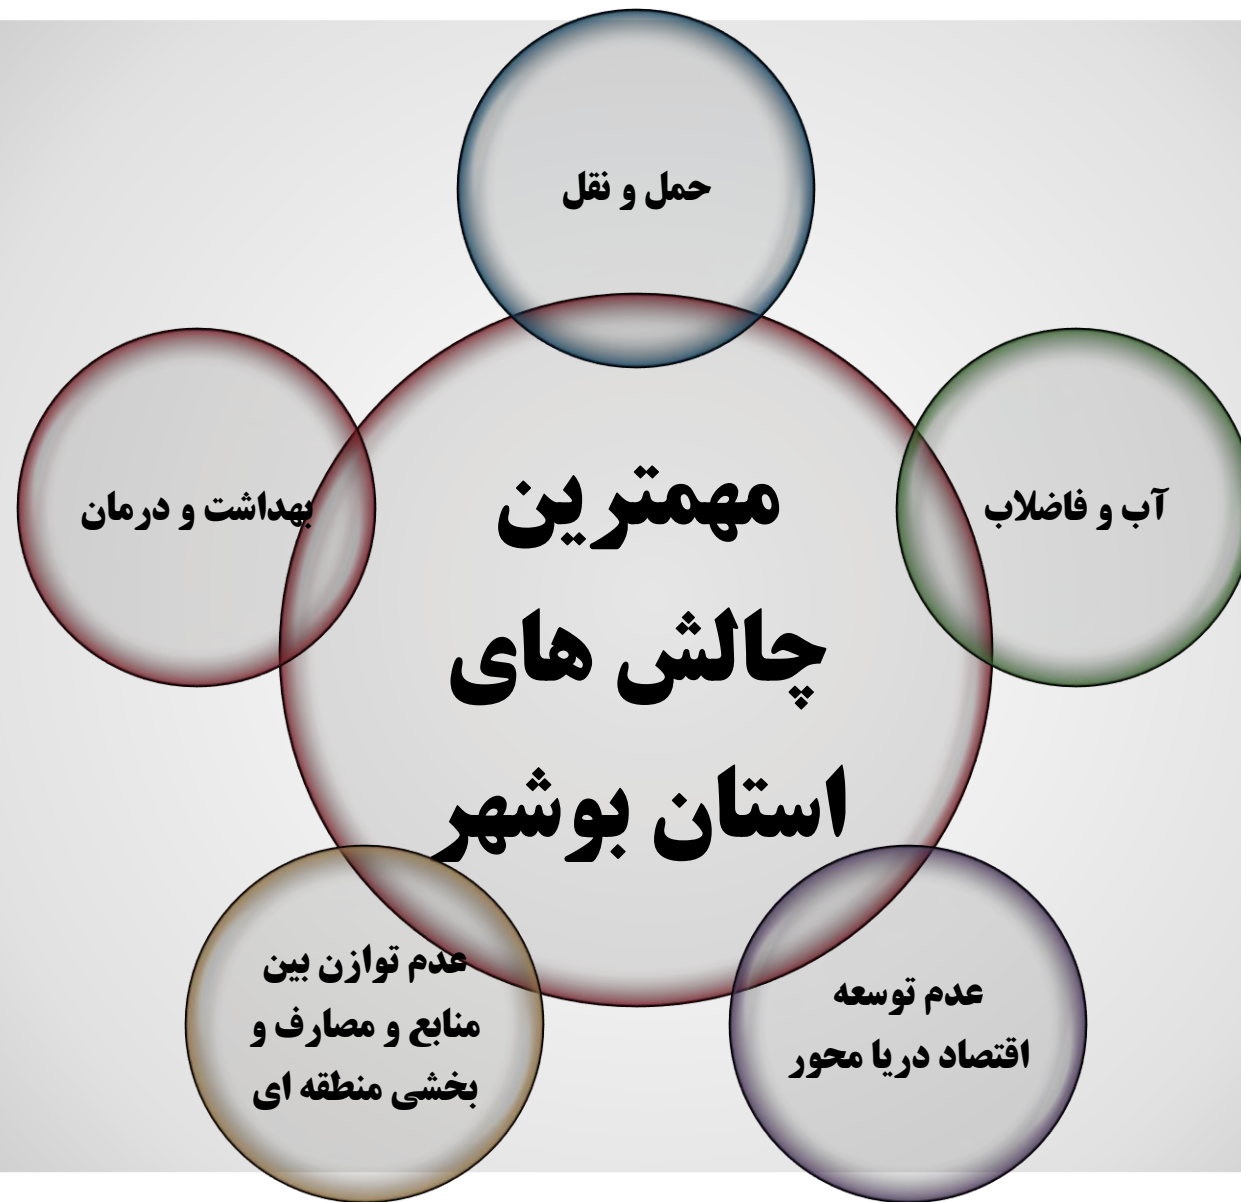 حمل و نقل
مهمترین
چالش های
استان بوشهر
آب و فاضلاب
عدم توسعه
اقتصاد دریا محور
عدم توازن بین
منابع و مصارف و
بخشی منطقه ای
بهداشت و درمان